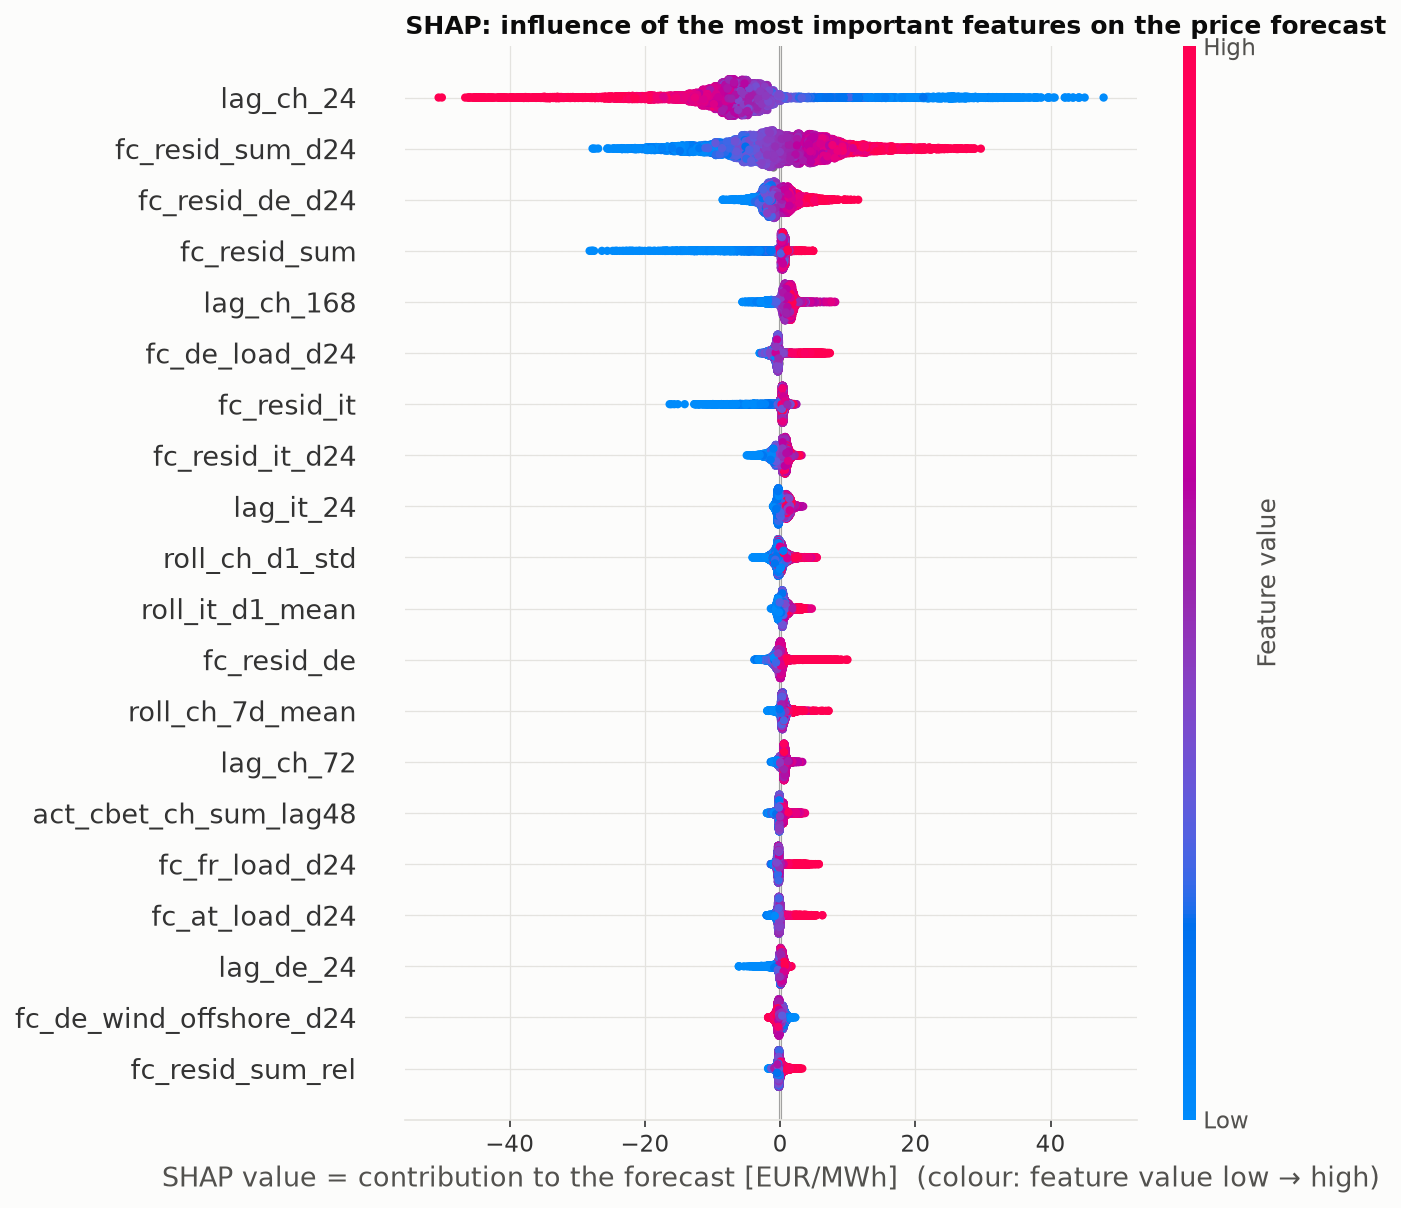 SHAP: influence of the most important features on the price forecast
High
lag_ch_24
fc_resid_sum_d24
fc_resid_de_d24
fc_resid_sum
lag_ch_168
fc_de_load_d24
fc_resid_it
fc_resid_it_d24
lag_it_24
roll_ch_d1_std
roll_it_d1_mean
fc_resid_de
roll_ch_7d_mean
lag_ch_72
act_cbet_ch_sum_lag48
fc_fr_load_d24
fc_at_load_d24
lag_de_24
fc_de_wind_offshore_d24
fc_resid_sum_rel
Feature value
Low
−40 −20 0 20 40
SHAP value = contribution to the forecast [EUR/MWh]  (colour: feature value low → high)